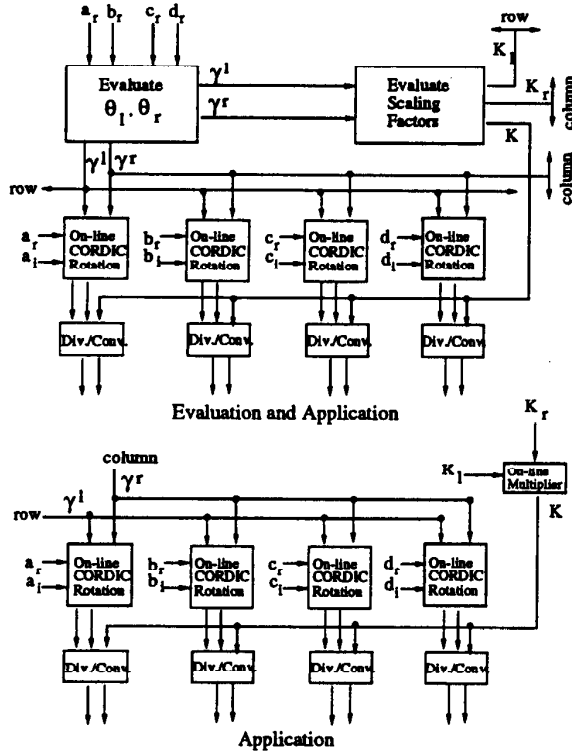 a_r b_r c_r d_r
row
K_l
Evaluate
θ_l, θ_r
γ^l
γ^r
Evaluate
Scaling
Factors
K_r
column
K
γ^l γ^r
column
row
a_r
a_i
On-line
CORDIC
Rotation
b_r
b_i
On-line
CORDIC
Rotation
c_r
c_i
On-line
CORDIC
Rotation
d_r
d_i
On-line
CORDIC
Rotation
Div./Conv.
Div./Conv.
Div./Conv.
Div./Conv.
Evaluation and Application
K_r
column
γ^r
K_l
On-line
Multiplier
γ^l
K
row
a_r
a_i
On-line
CORDIC
Rotation
b_r
b_i
On-line
CORDIC
Rotation
c_r
c_i
On-line
CORDIC
Rotation
d_r
d_i
On-line
CORDIC
Rotation
Div./Conv.
Div./Conv.
Div./Conv.
Div./Conv.
Application